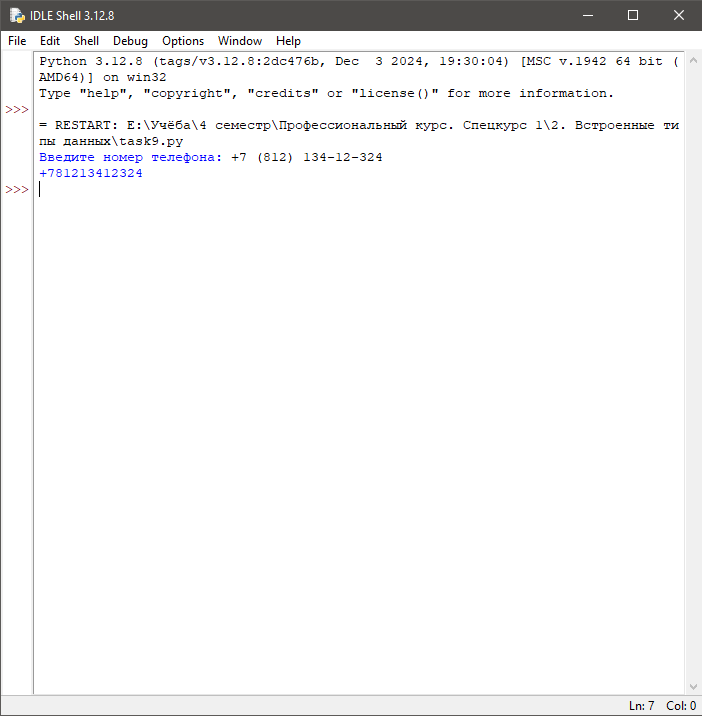 IDLE Shell 3.12.8
File Edit Shell Debug Options Window Help
Python 3.12.8 (tags/v3.12.8:2dc476b, Dec  3 2024, 19:30:04) [MSC v.1942 64 bit (
AMD64)] on win32
Type "help", "copyright", "credits" or "license()" for more information.
>>>
= RESTART: E:\Учёба\4 семестр\Профессиональный курс. Спецкурс 1\2. Встроенные ти
пы данных\task9.py
Введите номер телефона: +7 (812) 134-12-324
+781213412324
>>>
Ln: 7 Col: 0